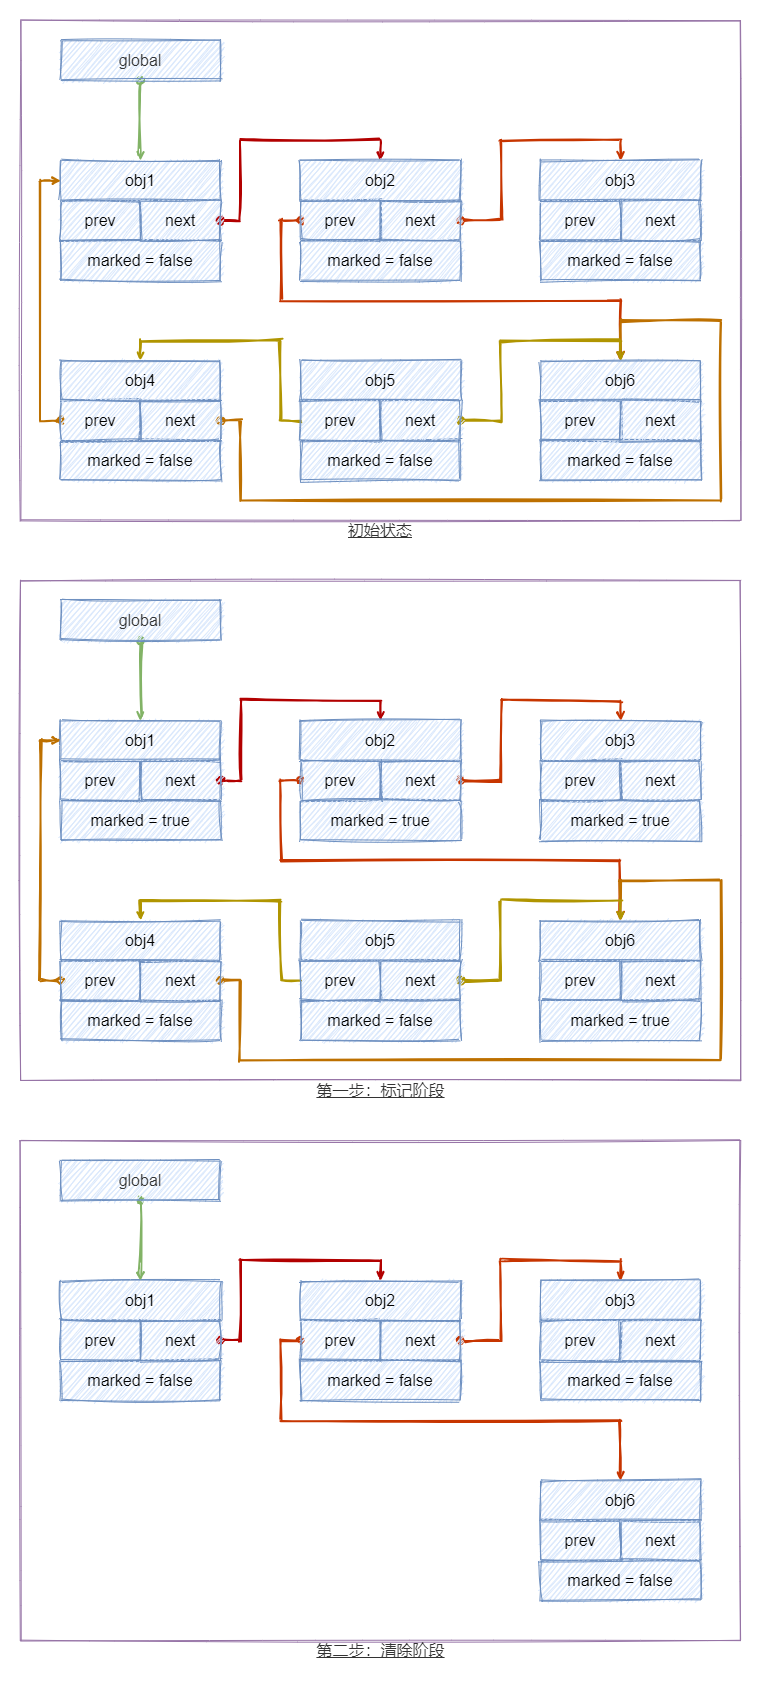 global
obj1 obj2 obj3
prev next prev next prev next
marked = false marked = false marked = false
obj4 obj5 obj6
prev next prev next prev next
marked = false marked = false marked = false
初始状态
global
obj1 obj2 obj3
prev next prev next prev next
marked = true marked = true marked = true
obj4 obj5 obj6
prev next prev next prev next
marked = false marked = false marked = true
第一步：标记阶段
global
obj1 obj2 obj3
prev next prev next prev next
marked = false marked = false marked = false
obj6
prev next
marked = false
第二步：清除阶段